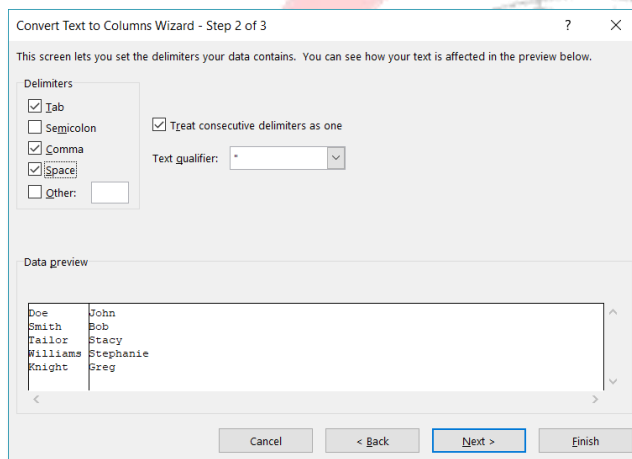 Convert Text to Columns Wizard - Step 2 of 3 ? X
This screen lets you set the delimiters your data contains. You can see how your text is affected in the preview below.
Delimiters
Tab
Semicolon
Comma
Space
Other:
Treat consecutive delimiters as one
Text qualifier: "
Data preview
Doe John
Smith Bob
Tailor Stacy
Williams Stephanie
Knight Greg
Cancel < Back Next > Finish